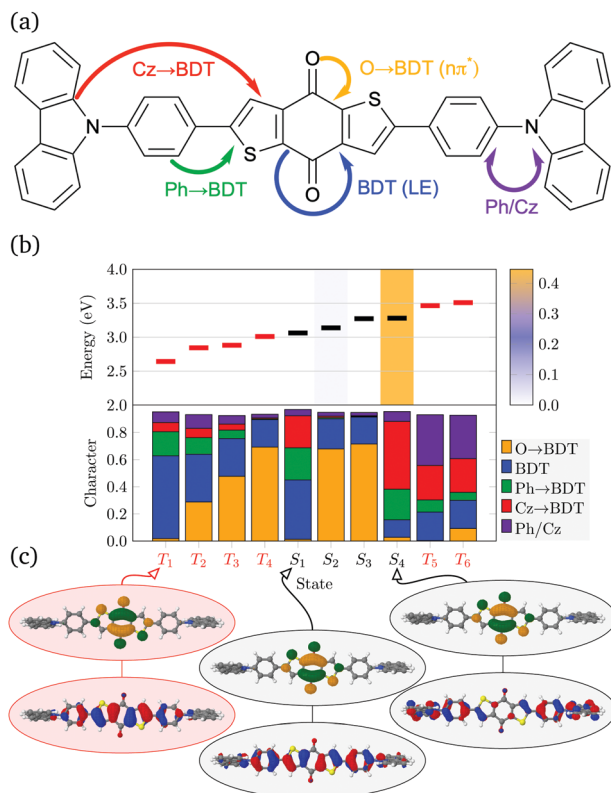 (a)
O
O→BDT (nπ*)
Cz→BDT
S
N
N
S
Ph→BDT
O
BDT (LE)
Ph/Cz
(b)
4.0
3.5
3.0
2.5
2.0
Energy (eV)
0.4
0.3
0.2
0.1
0.0
0.8
0.6
0.4
0.2
0.0
Character
O→BDT
BDT
Ph→BDT
Cz→BDT
Ph/Cz
T1 T2 T3 T4 S1 S2 S3 S4 T5 T6
State
(c)